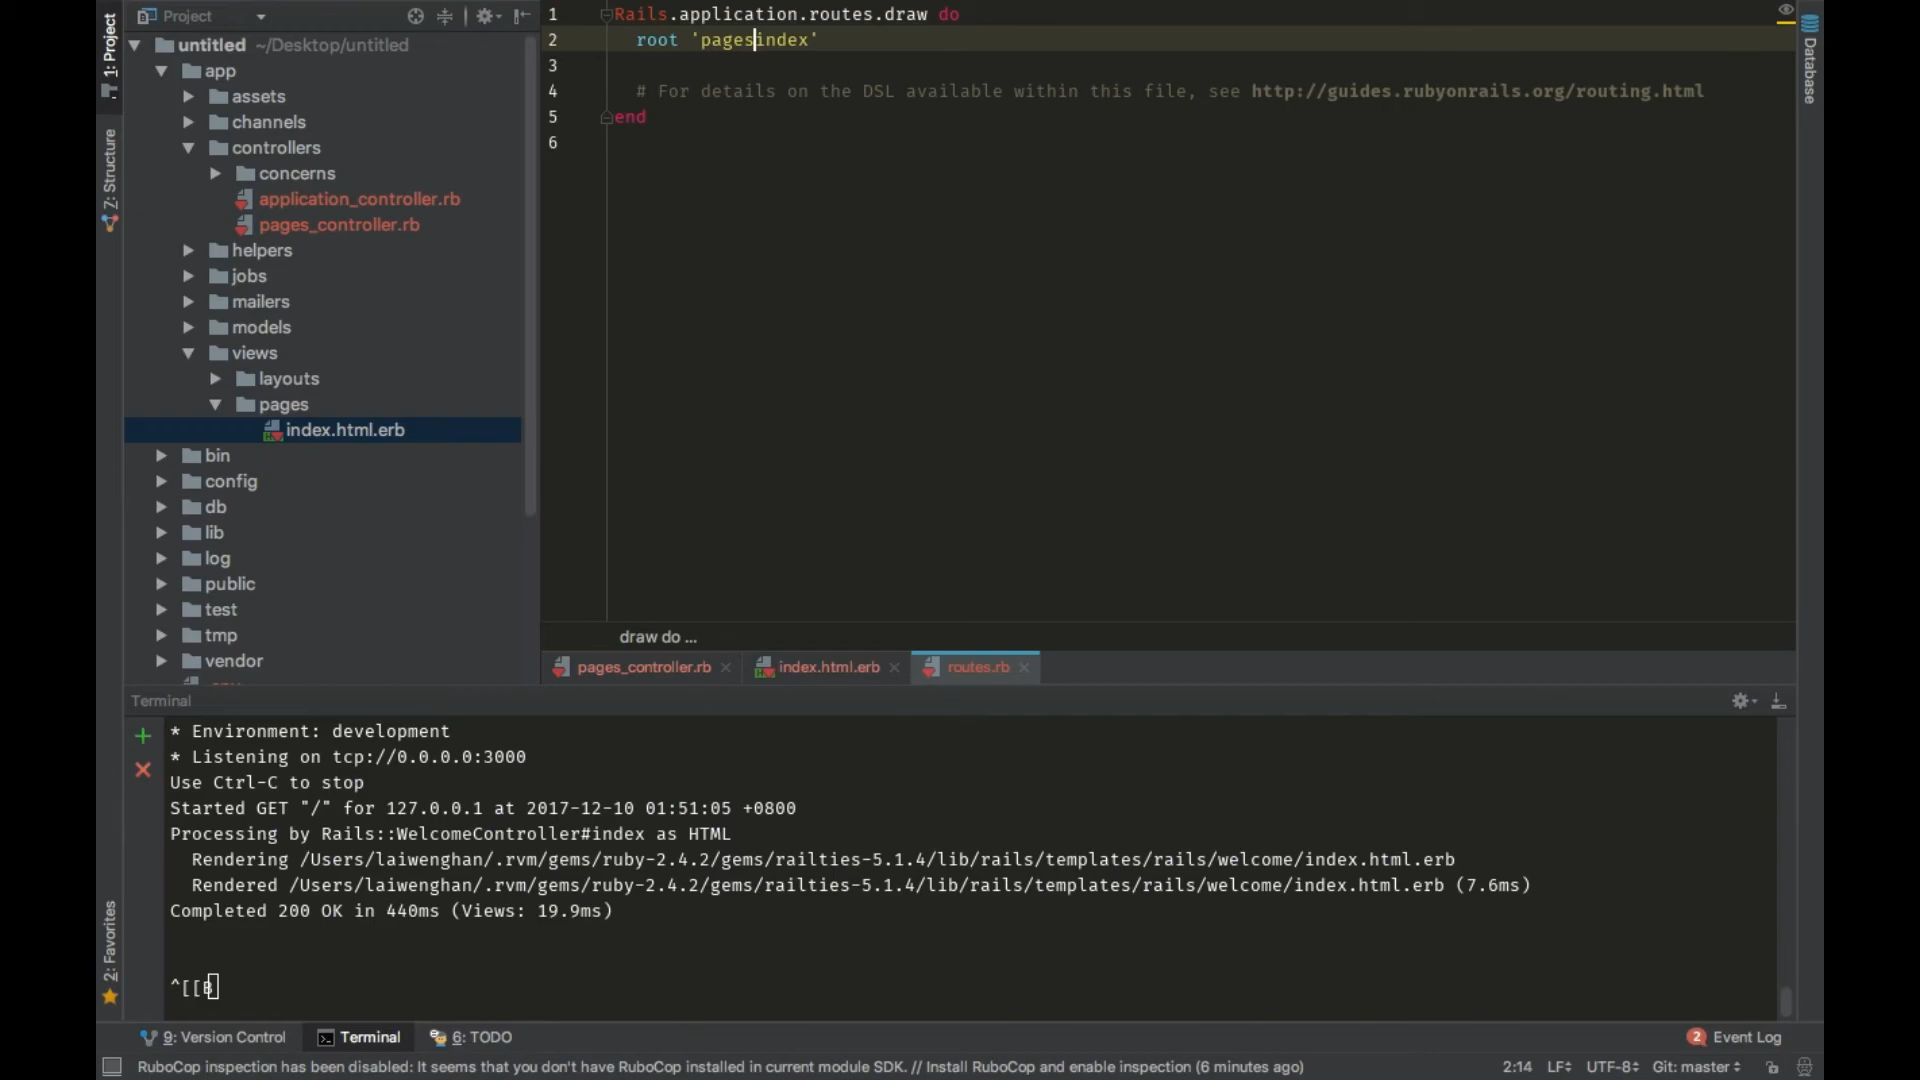 Project
untitled ~/Desktop/untitled
app
assets
channels
controllers
concerns
application_controller.rb
pages_controller.rb
helpers
jobs
mailers
models
views
layouts
pages
index.html.erb
bin
config
db
lib
log
public
test
tmp
vendor
1: Project
7: Structure
2: Favorites
1 Rails.application.routes.draw do
2 root 'pagesindex'
3
4 # For details on the DSL available within this file, see http://guides.rubyonrails.org/routing.html
5 end
6
Database
draw do ...
pages_controller.rb
index.html.erb
routes.rb
Terminal
* Environment: development
* Listening on tcp://0.0.0.0:3000
Use Ctrl-C to stop
Started GET "/" for 127.0.0.1 at 2017-12-10 01:51:05 +0800
Processing by Rails::WelcomeController#index as HTML
Rendering /Users/laiwenghan/.rvm/gems/ruby-2.4.2/gems/railties-5.1.4/lib/rails/templates/rails/welcome/index.html.erb
Rendered /Users/laiwenghan/.rvm/gems/ruby-2.4.2/gems/railties-5.1.4/lib/rails/templates/rails/welcome/index.html.erb (7.6ms)
Completed 200 OK in 440ms (Views: 19.9ms)
^[[B
9: Version Control
Terminal
6: TODO
2 Event Log
RuboCop inspection has been disabled: It seems that you don't have RuboCop installed in current module SDK. // Install RuboCop and enable inspection (6 minutes ago)
2:14 LF UTF-8 Git: master